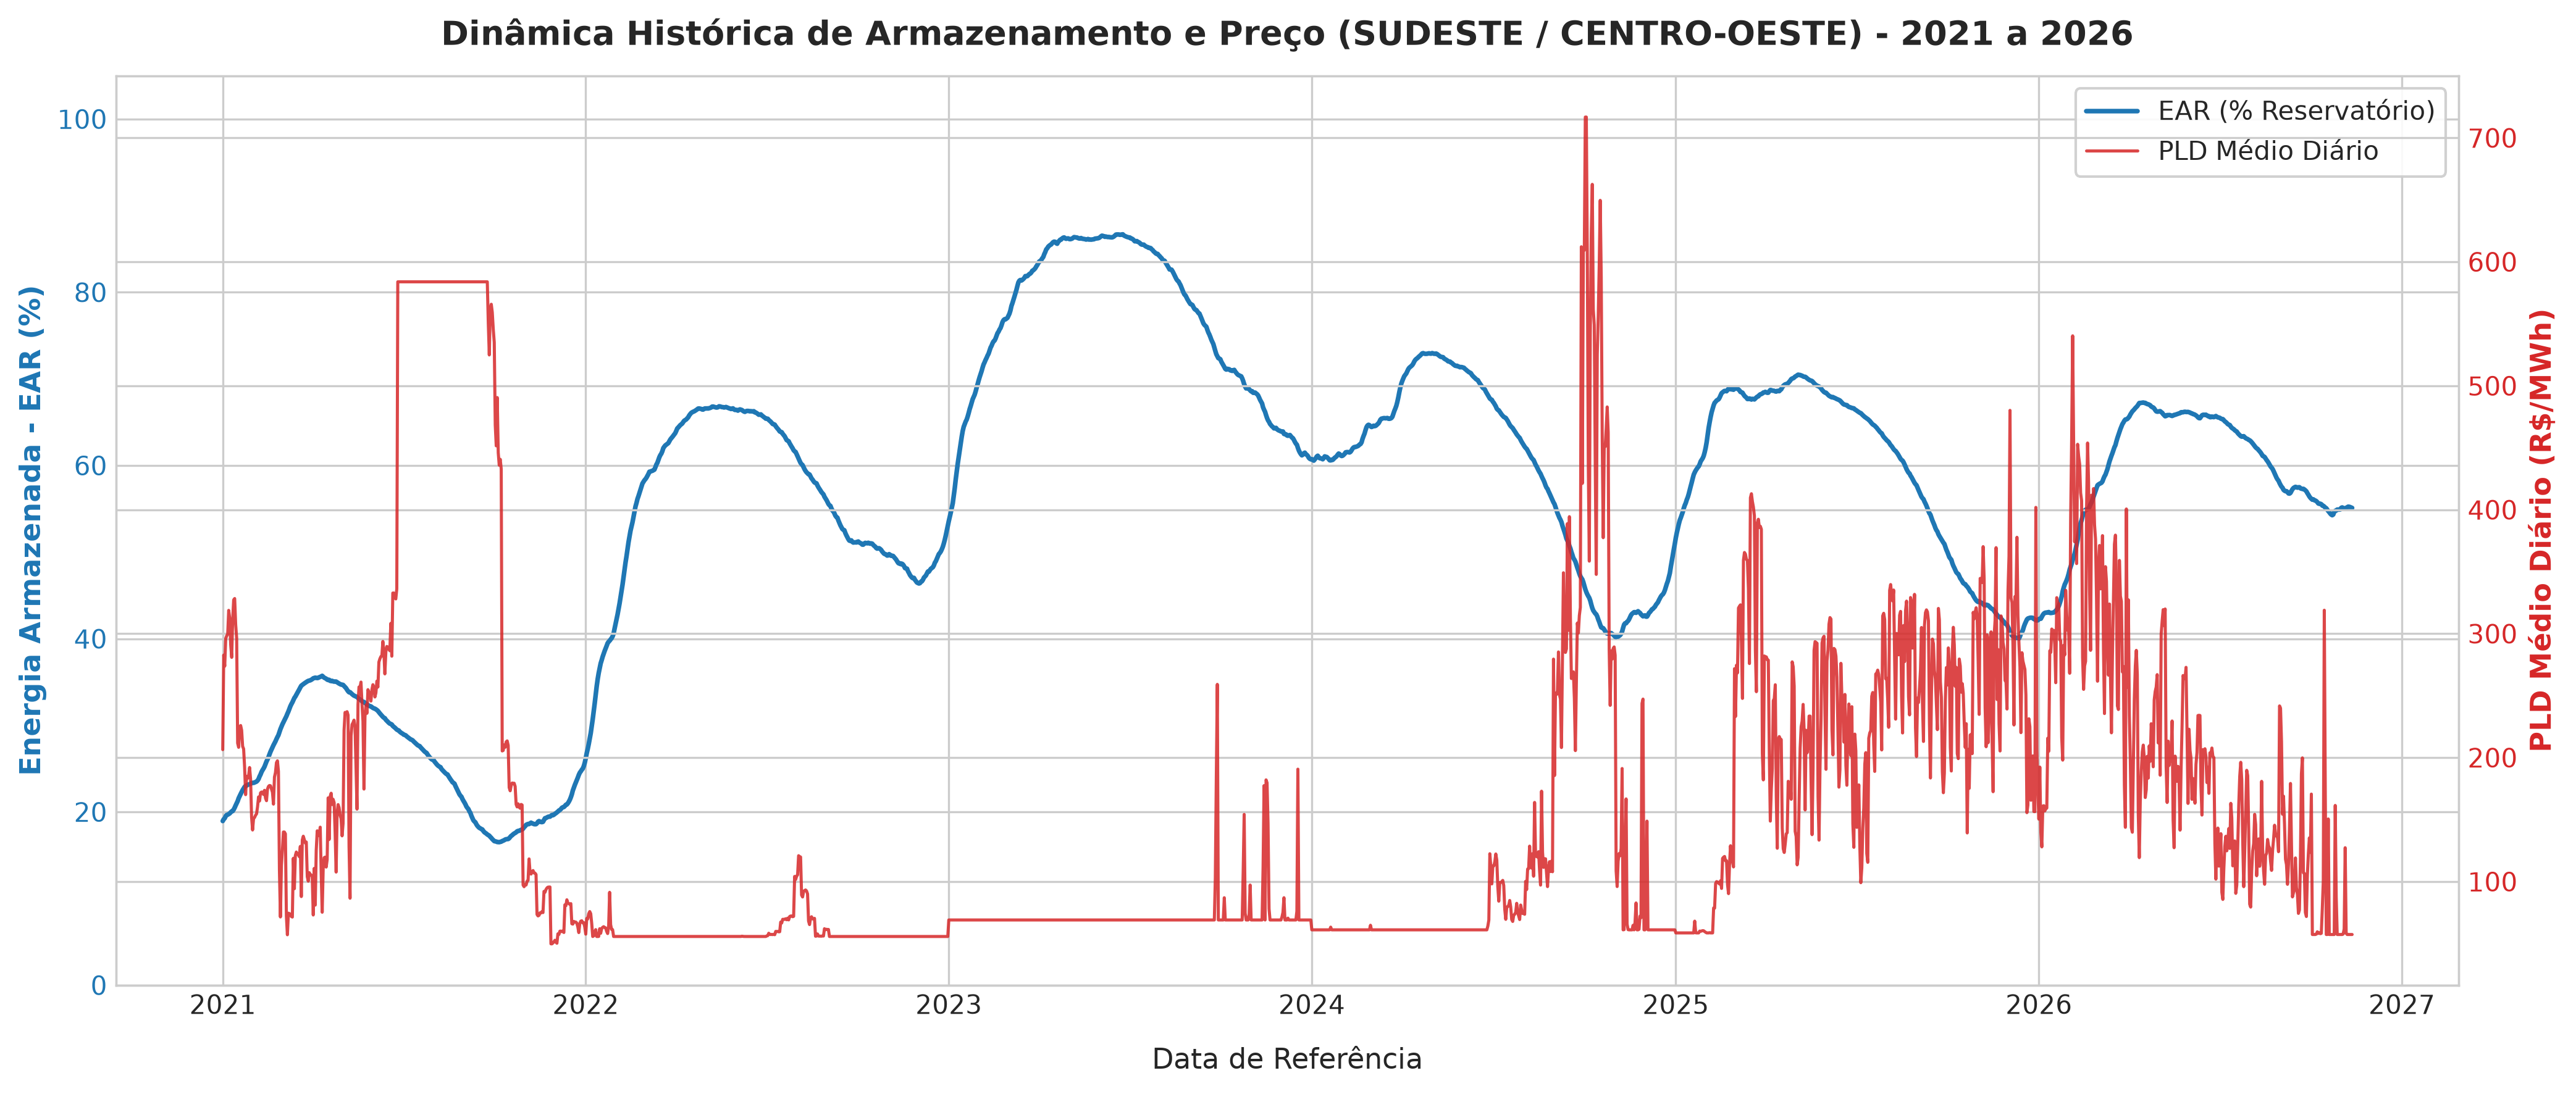 Dinâmica Histórica de Armazenamento e Preço (SUDESTE / CENTRO-OESTE) - 2021 a 2026
EAR (% Reservatório)
PLD Médio Diário
Energia Armazenada - EAR (%)
100
80
60
40
20
0
PLD Médio Diário (R$/MWh)
700
600
500
400
300
200
100
2021 2022 2023 2024 2025 2026 2027
Data de Referência